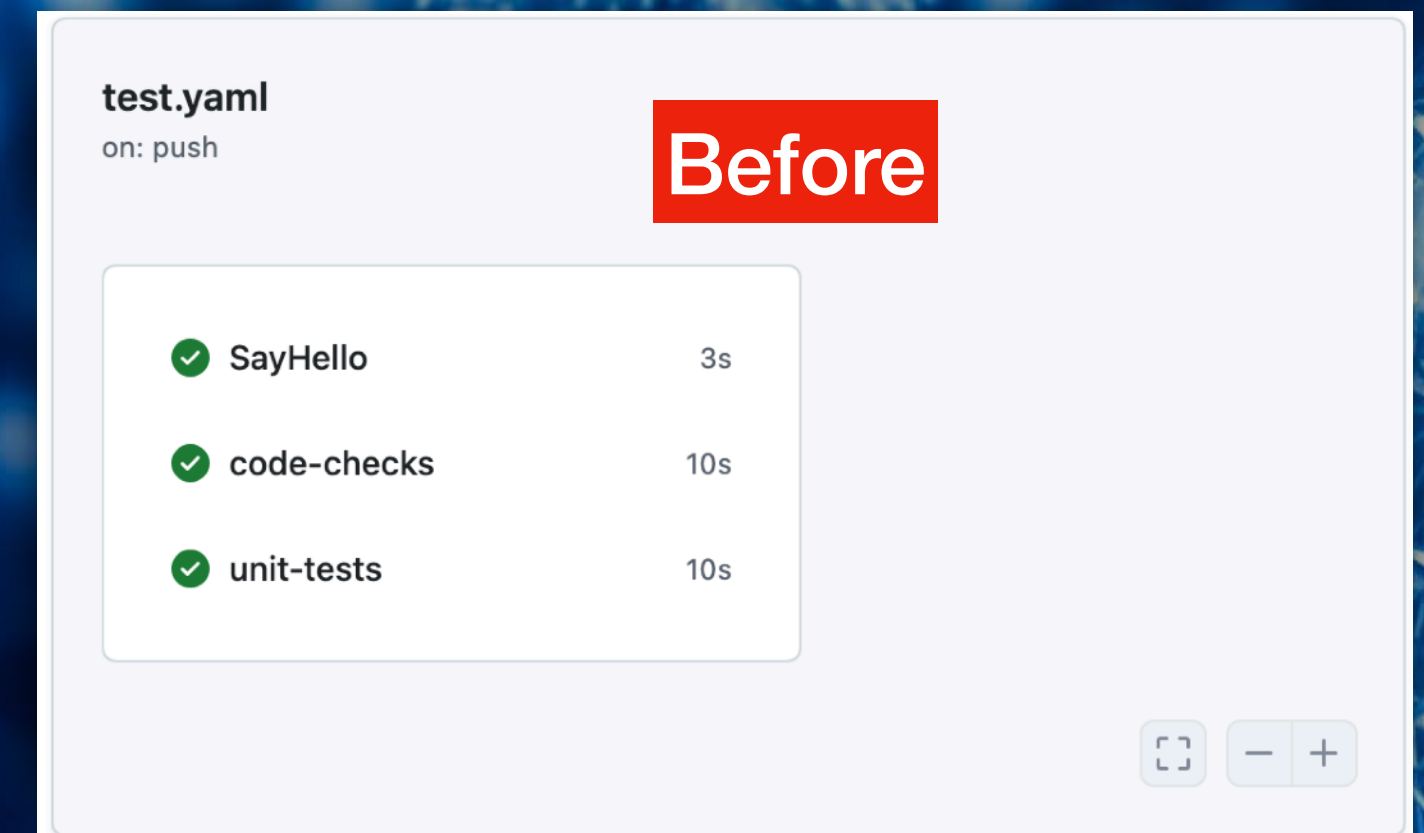 test.yaml
on: push
Before
SayHello 3s
code-checks 10s
unit-tests 10s